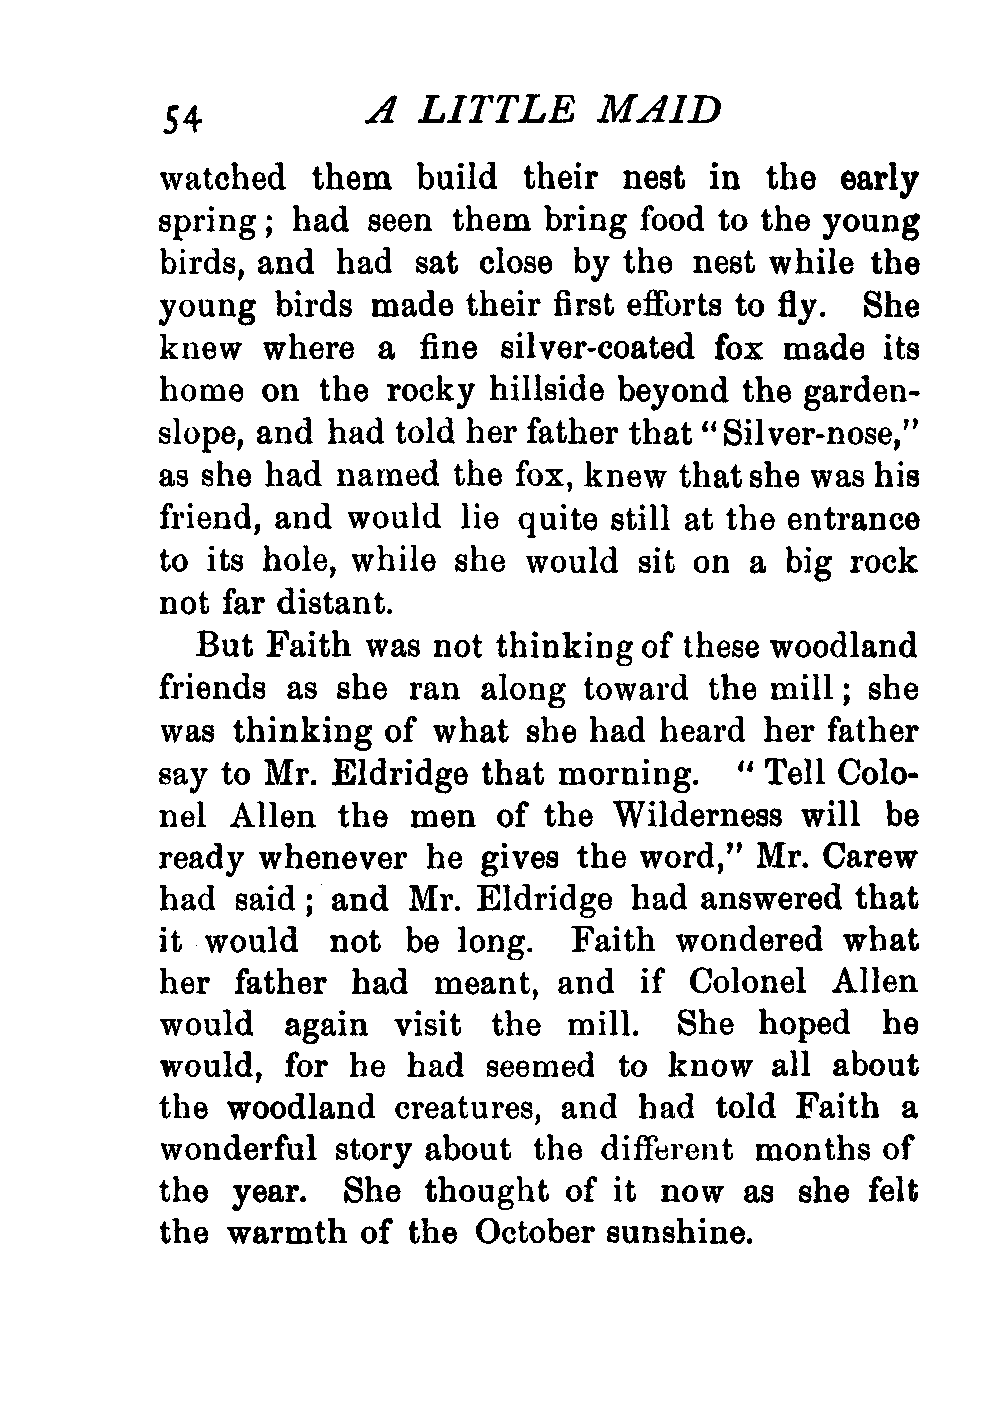 54 A LITTLE MAID
watched them build their nest in the early
spring; had seen them bring food to the young
birds, and had sat close by the nest while the
young birds made their first efforts to fly. She
knew where a fine silver-coated fox made its
home on the rocky hillside beyond the garden-
slope, and had told her father that "Silver-nose,"
as she had named the fox, knew that she was his
friend, and would lie quite still at the entrance
to its hole, while she would sit on a big rock
not far distant.
But Faith was not thinking of these woodland
friends as she ran along toward the mill; she
was thinking of what she had heard her father
say to Mr. Eldridge that morning. "Tell Colo-
nel Allen the men of the Wilderness will be
ready whenever he gives the word," Mr. Carew
had said; and Mr. Eldridge had answered that
it would not be long. Faith wondered what
her father had meant, and if Colonel Allen
would again visit the mill. She hoped he
would, for he had seemed to know all about
the woodland creatures, and had told Faith a
wonderful story about the different months of
the year. She thought of it now as she felt
the warmth of the October sunshine.